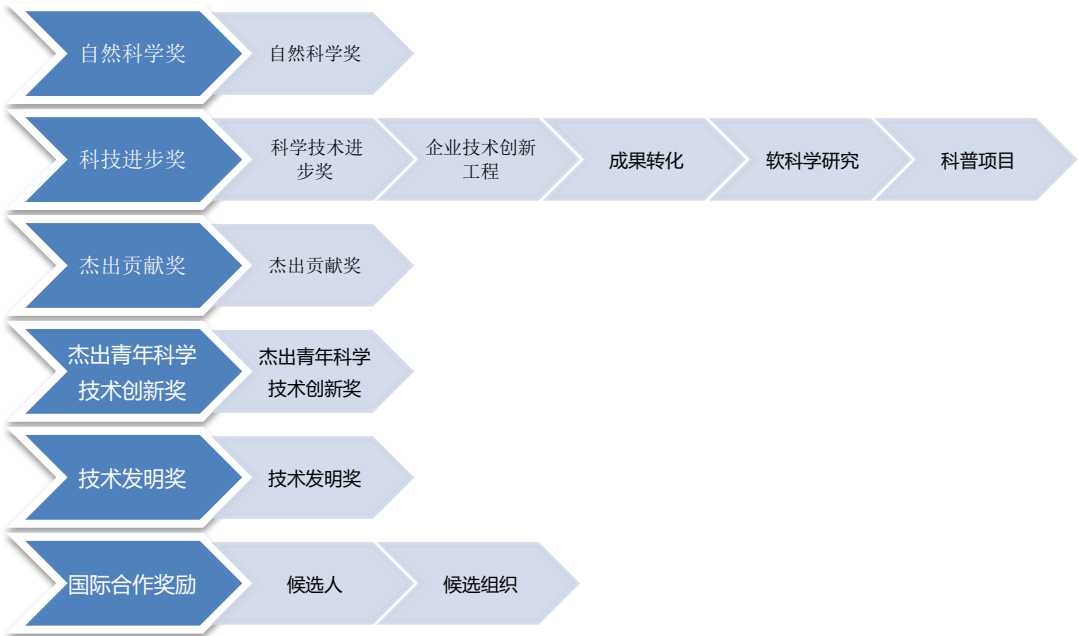 自然科学奖
自然科学奖
科技进步奖
科学技术进
步奖
企业技术创新
工程
成果转化
软科学研究
科普项目
杰出贡献奖
杰出贡献奖
杰出青年科学
技术创新奖
杰出青年科学
技术创新奖
技术发明奖
技术发明奖
国际合作奖励
候选人
候选组织